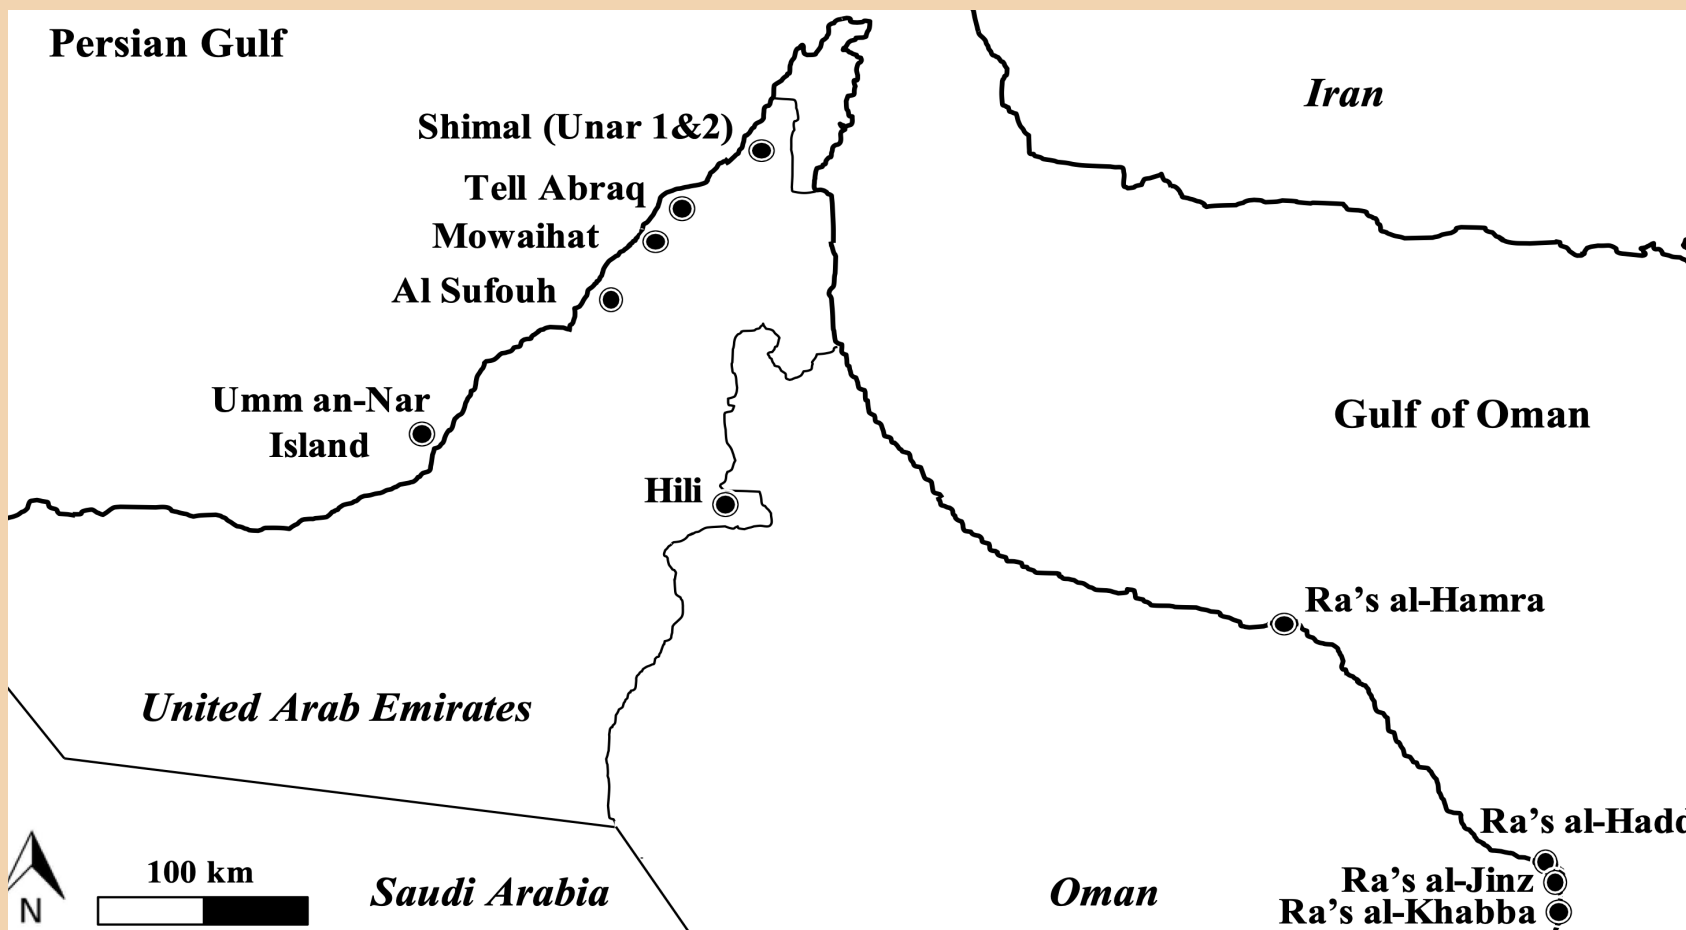 Persian Gulf
Iran
Shimal (Unar 1&2)
Tell Abraq
Mowaihat
Al Sufouh
Umm an-Nar
Island
Gulf of Oman
Hili
Ra’s al-Hamra
United Arab Emirates
Ra’s al-Hadd
100 km
Saudi Arabia
Oman
Ra’s al-Jinz
Ra’s al-Khabba
N